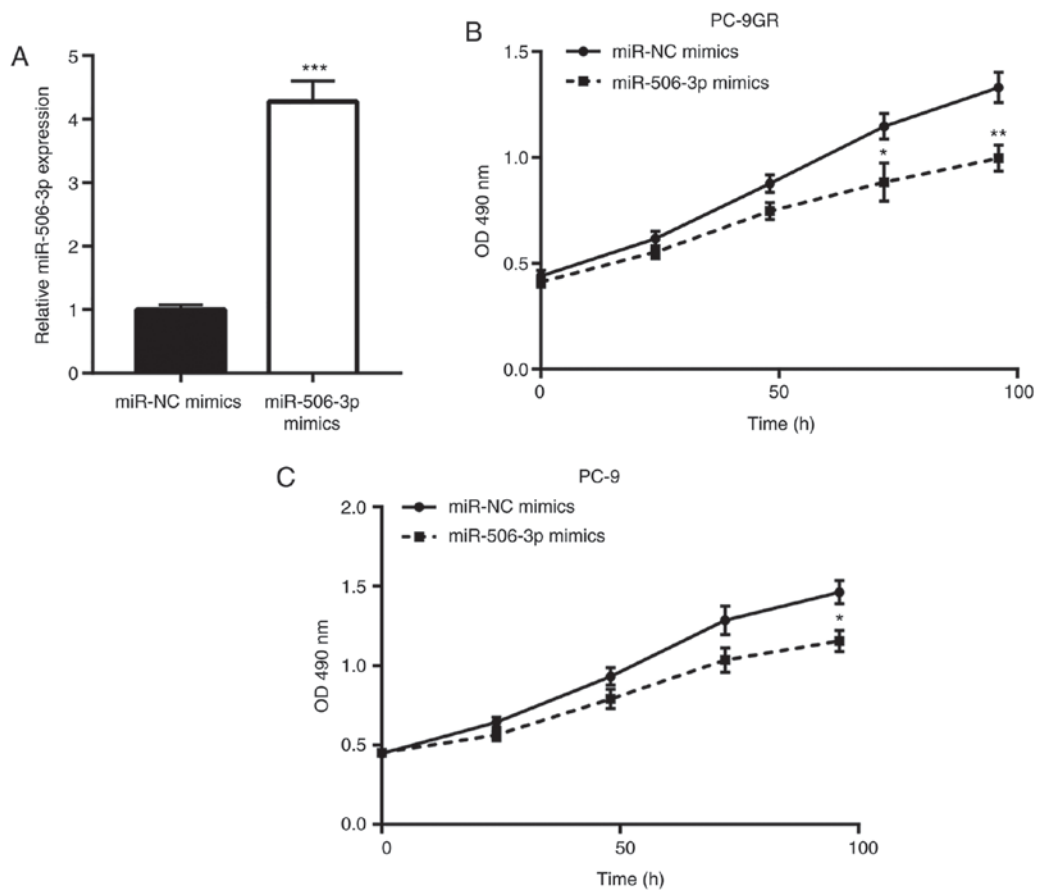 A
Relative miR-506-3p expression
5
4
3
2
1
0
***
miR-NC mimics
miR-506-3p
mimics
B
PC-9GR
miR-NC mimics
miR-506-3p mimics
OD 490 nm
1.5
1.0
0.5
0.0
*
**
0
50
100
Time (h)
C
PC-9
miR-NC mimics
miR-506-3p mimics
OD 490 nm
2.0
1.5
1.0
0.5
0.0
*
0
50
100
Time (h)